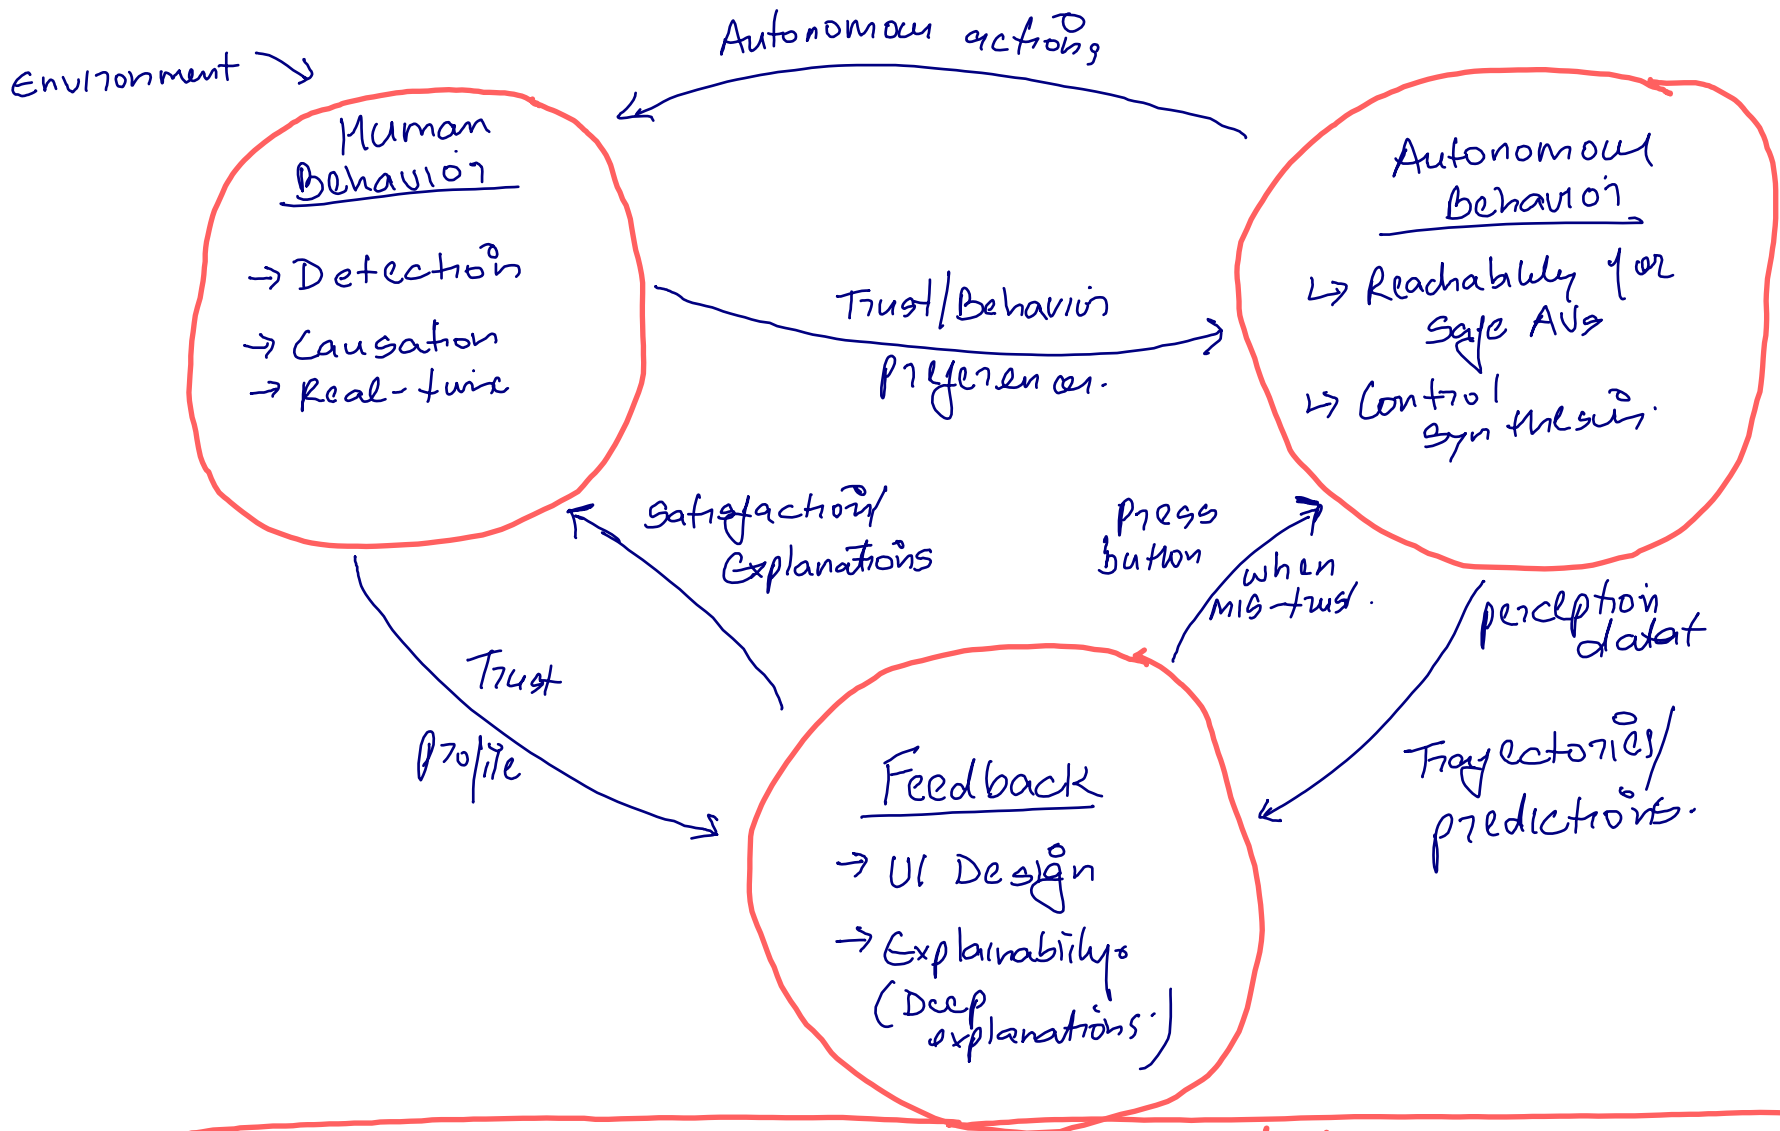 Environment
Autonomous actions
Human
Behavior
→ Detection
→ Causation
→ Real-time
Autonomous
Behavior
↳ Reachability for
safe AVs
↳ Control
synthesis.
Trust/Behavior
preferences.
Satisfaction/
Explanations
press
button
when
mis-trust.
perception
data+
Trajectories/
predictions.
Trust
profile
Feedback
→ UI Design
→ Explainability
(Deep
explanations.)